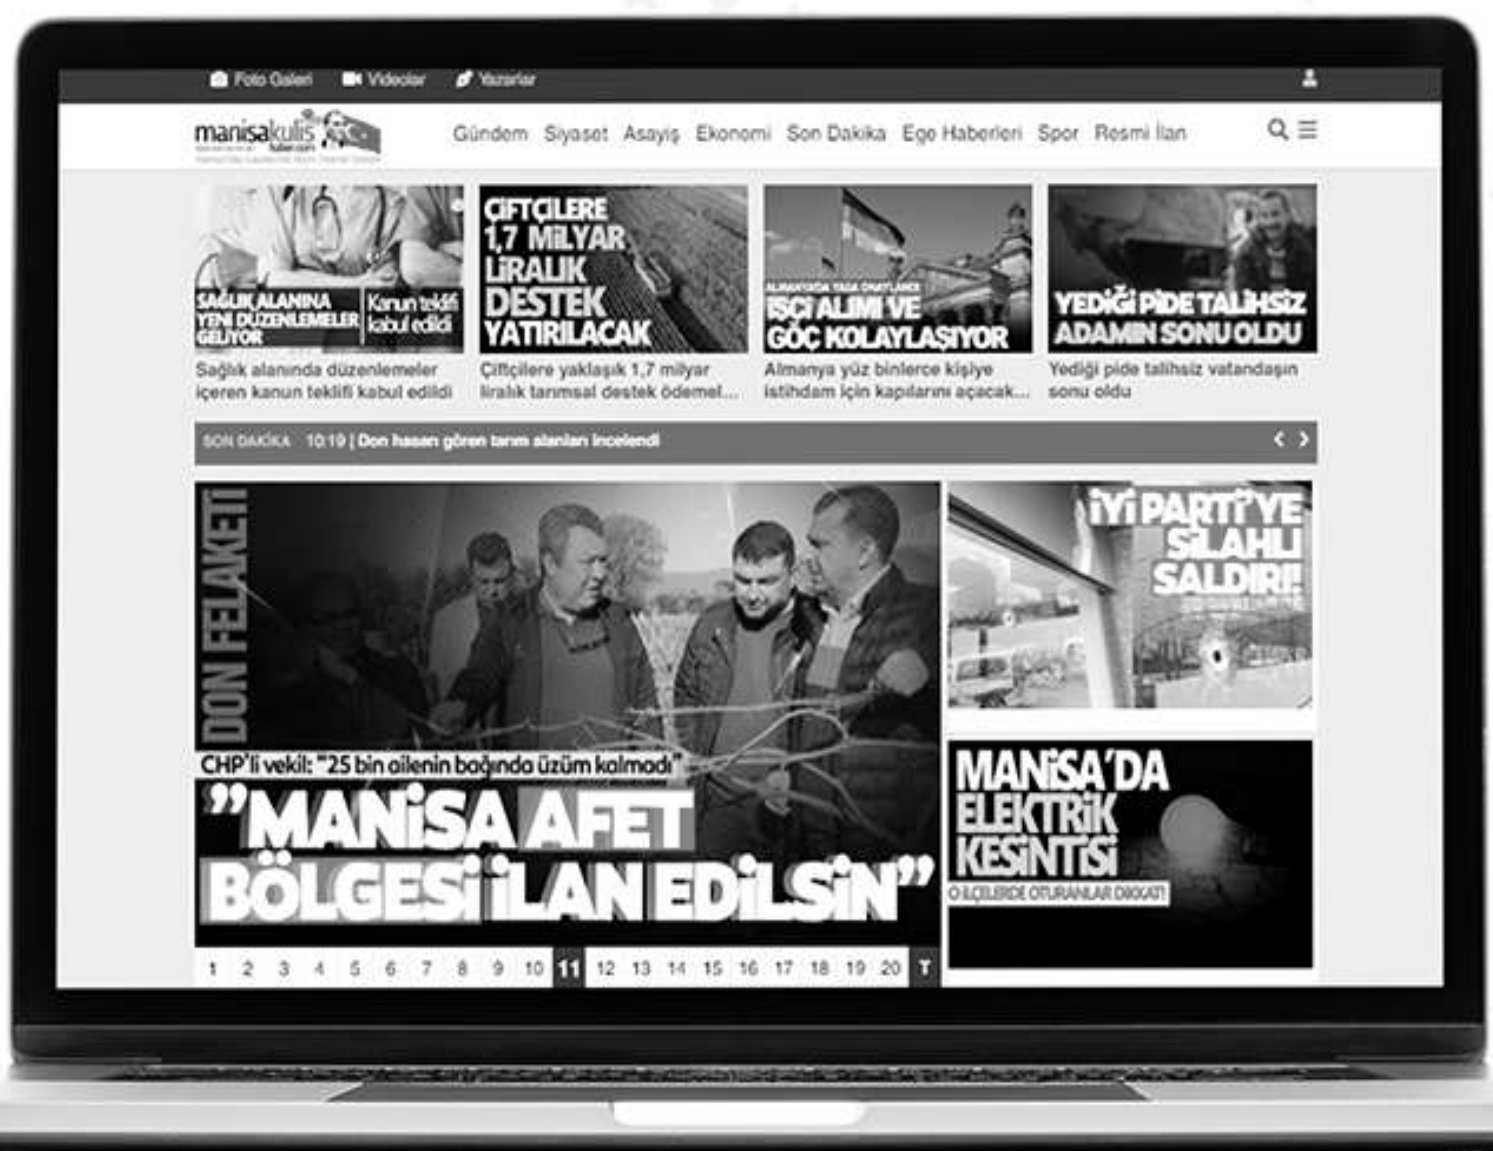 Foto Galeri Videolar Yazarlar
manisakulis
haber.com
Gündem Siyaset Asayiş Ekonomi Son Dakika Ege Haberleri Spor Resmi İlan
SAĞLIK ALANINA
YENİ DÜZENLEMELER
GELİYOR
Kanun teklifi
kabul edildi
Sağlık alanında düzenlemeler
içeren kanun teklifi kabul edildi
ÇİFTÇİLERE
1,7 MİLYAR
LİRALIK
DESTEK
YATIRILACAK
Çiftçilere yaklaşık 1,7 milyar
liralık tarımsal destek ödemel...
ALMANYA'DA YASA ONAYLANDI
İŞÇİ ALIMI VE
GÖÇ KOLAYLAŞIYOR
Almanya yüz binlerce kişiye
istihdam için kapılarını açacak...
YEDİĞİ PİDE TALİHSİZ
ADAMIN SONU OLDU
Yediği pide talihsiz vatandaşın
sonu oldu
SON DAKİKA 10:19 | Don hasarı gören tarım alanları incelendi
DON FELAKETİ
CHP'li vekil: "25 bin ailenin bağında üzüm kalmadı"
"MANİSA AFET
BÖLGESİ İLAN EDİLSİN"
1 2 3 4 5 6 7 8 9 10 11 12 13 14 15 16 17 18 19 20 T
İYİ PARTİ'YE
SİLAHLI
SALDIRI!
MANİSA'DA
ELEKTRİK
KESİNTİSİ
O İLÇELERDE OTURANLAR DİKKAT!